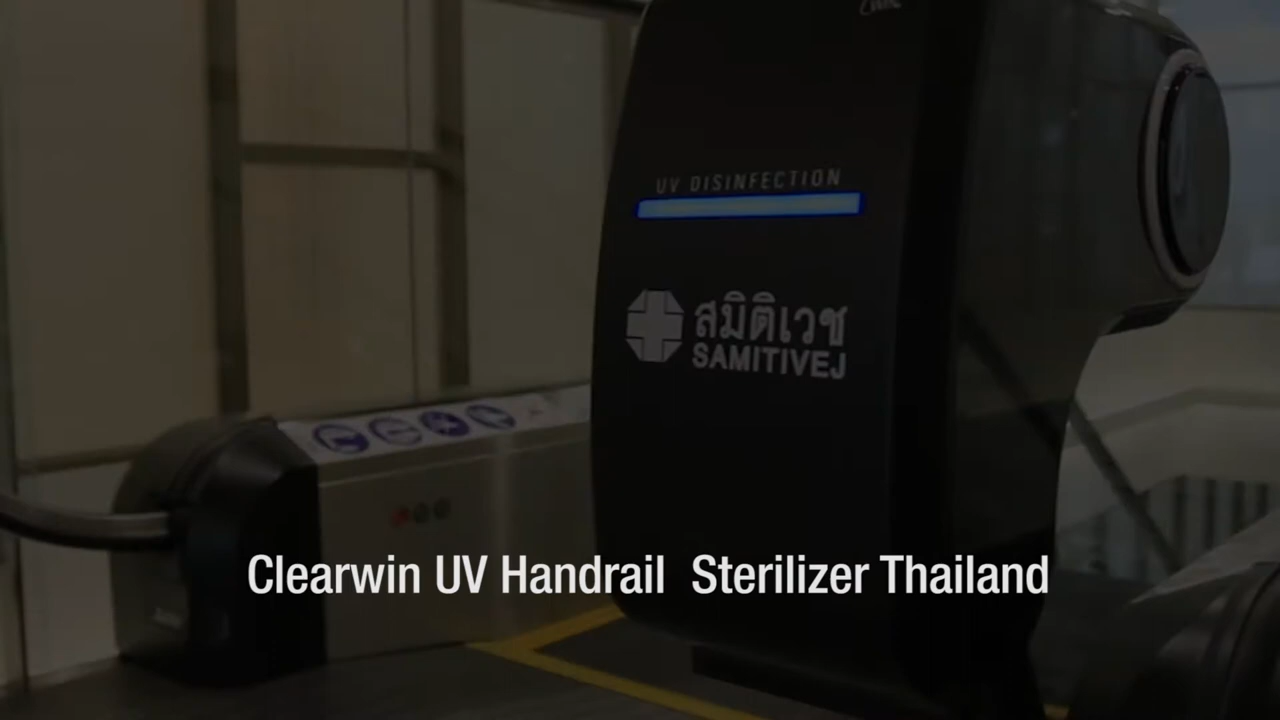 UV DISINFECTION
สมิติเวช
SAMITIVEJ
Clearwin UV Handrail  Sterilizer Thailand